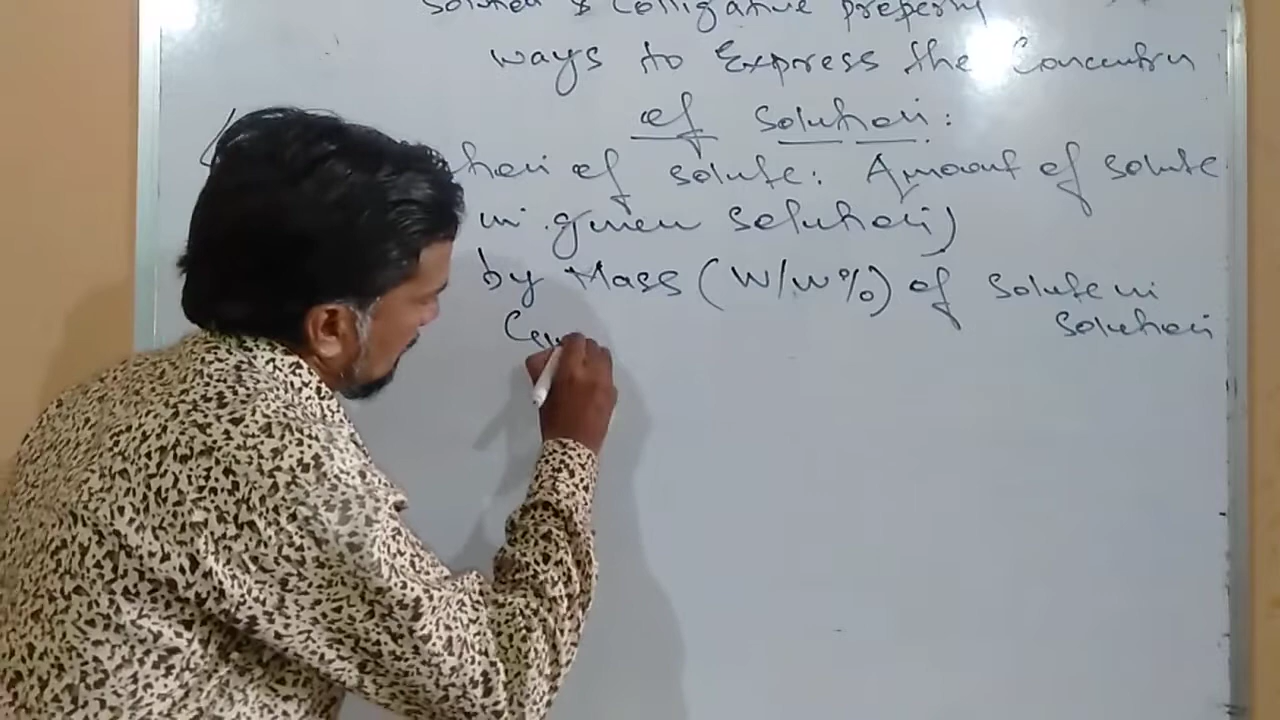 Solution & Colligative property
ways to Express the Concentrn
of Solution:
of solute: Amount of solute
in given solution)
by Mass (W/W%) of solute in
solution